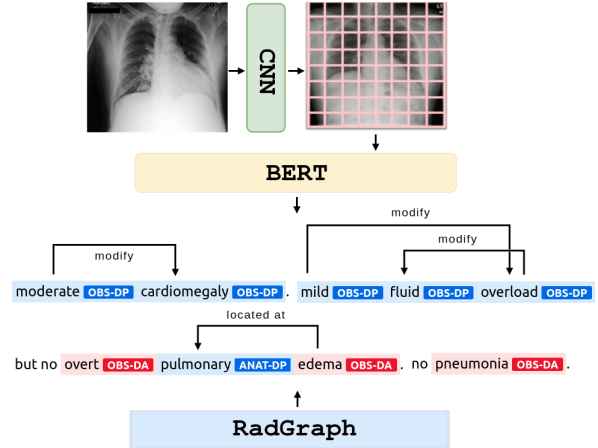 CNN
BERT
modify
modify
modify
moderate OBS-DP cardiomegaly OBS-DP . mild OBS-DP fluid OBS-DP overload OBS-DP
located at
but no overt OBS-DA pulmonary ANAT-DP edema OBS-DA . no pneumonia OBS-DA .
RadGraph